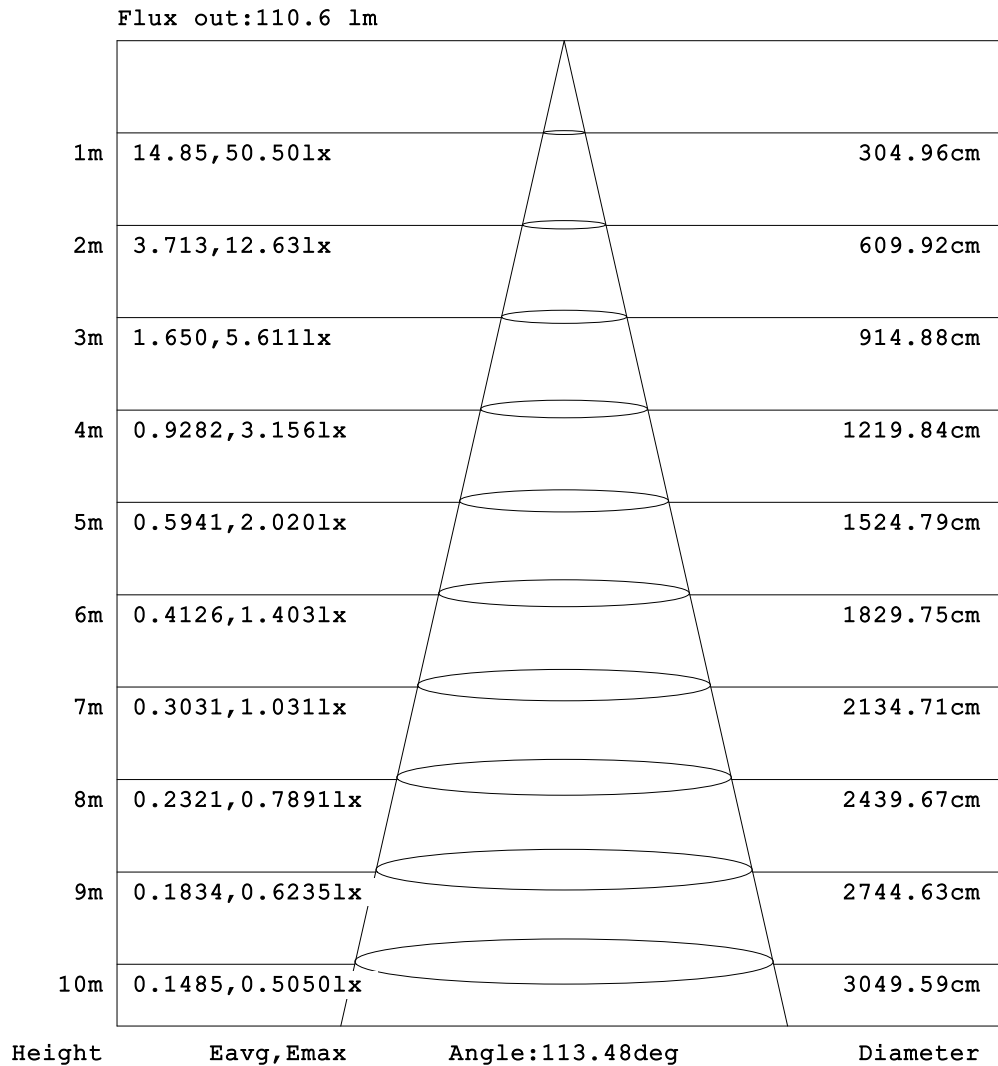 Flux out:110.6 lm
1m 14.85,50.50lx 304.96cm
2m 3.713,12.63lx 609.92cm
3m 1.650,5.611lx 914.88cm
4m 0.9282,3.156lx 1219.84cm
5m 0.5941,2.020lx 1524.79cm
6m 0.4126,1.403lx 1829.75cm
7m 0.3031,1.031lx 2134.71cm
8m 0.2321,0.7891lx 2439.67cm
9m 0.1834,0.6235lx 2744.63cm
10m 0.1485,0.5050lx 3049.59cm
Height Eavg,Emax Angle:113.48deg Diameter